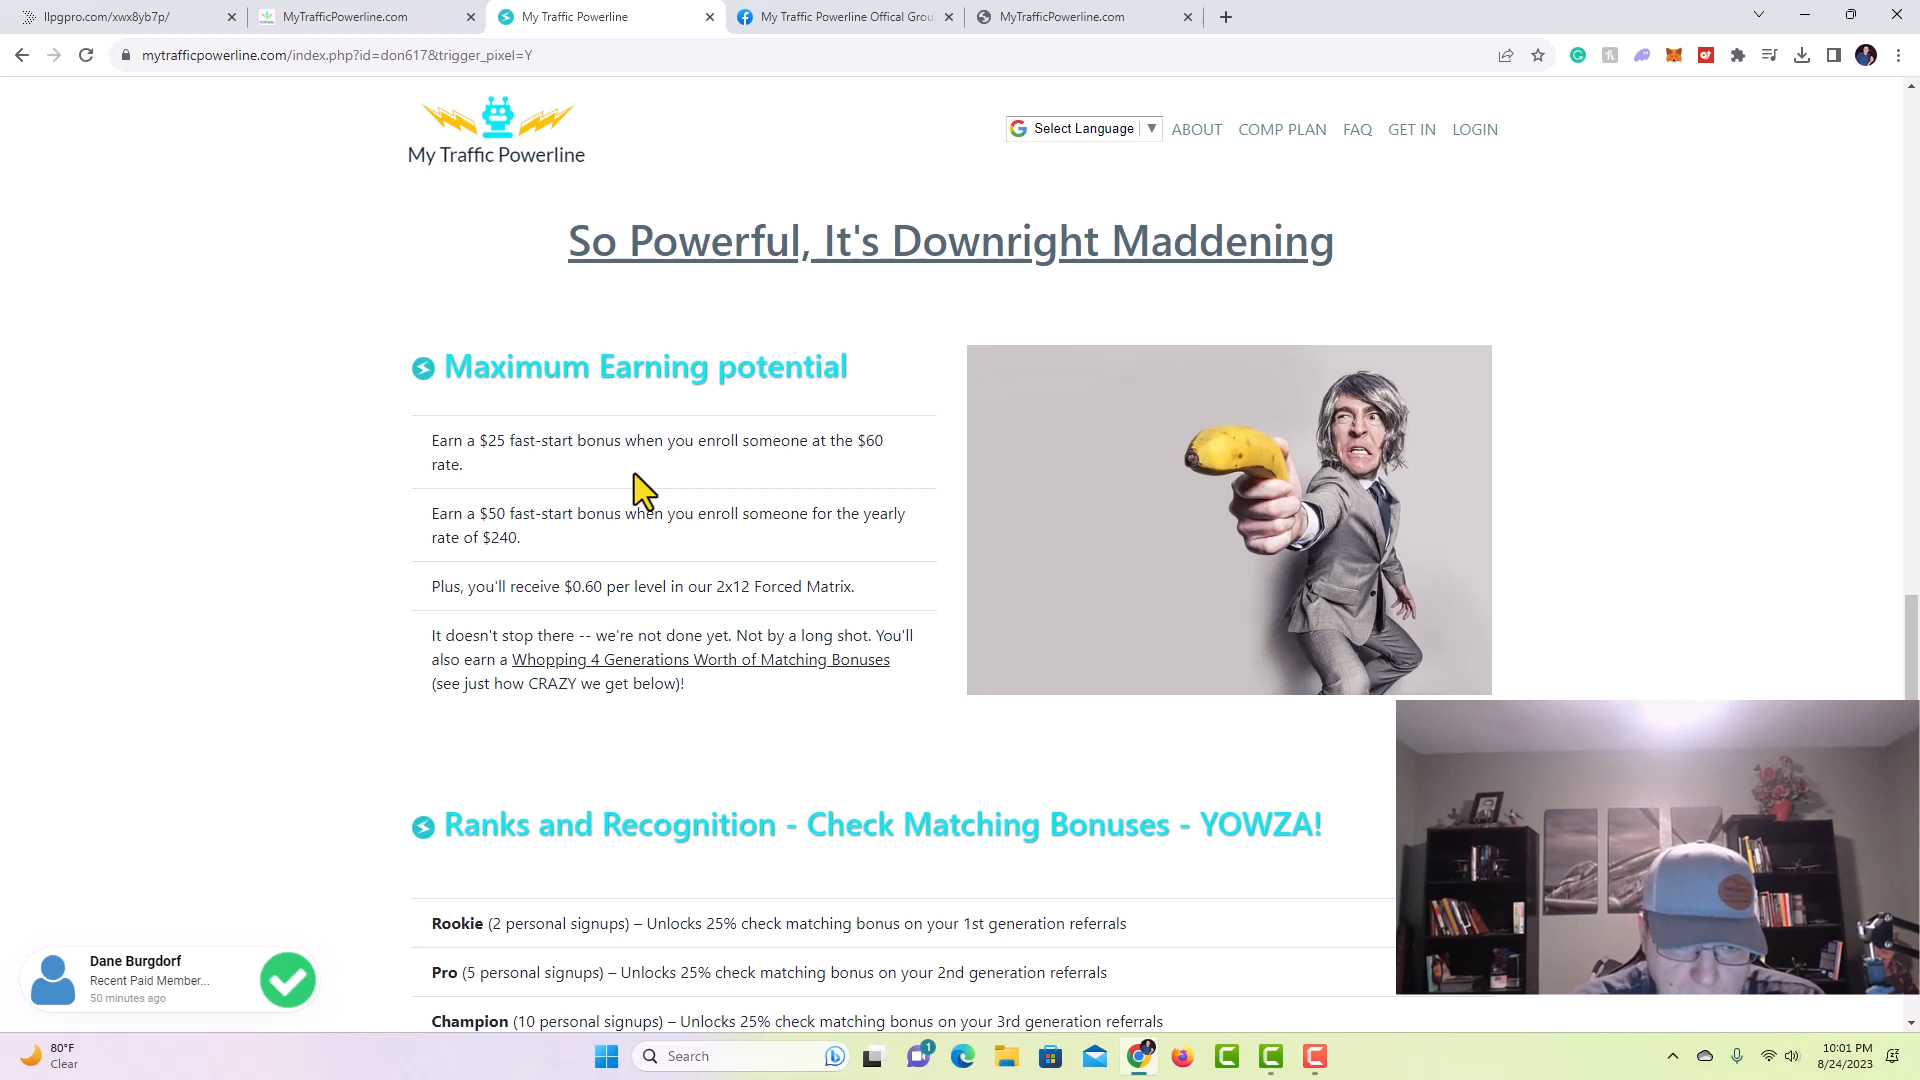 llpgpro.com/xwx8yb7p/
MyTrafficPowerline.com
My Traffic Powerline
My Traffic Powerline Offical Grou
MyTrafficPowerline.com
mytrafficpowerline.com/index.php?id=don617&trigger_pixel=Y
My Traffic Powerline
Select Language
ABOUT
COMP PLAN
FAQ
GET IN
LOGIN
So Powerful, It's Downright Maddening
Maximum Earning potential
Earn a $25 fast-start bonus when you enroll someone at the $60
rate.
Earn a $50 fast-start bonus when you enroll someone for the yearly
rate of $240.
Plus, you'll receive $0.60 per level in our 2x12 Forced Matrix.
It doesn't stop there -- we're not done yet. Not by a long shot. You'll
also earn a Whopping 4 Generations Worth of Matching Bonuses
(see just how CRAZY we get below)!
Ranks and Recognition - Check Matching Bonuses - YOWZA!
Rookie (2 personal signups) – Unlocks 25% check matching bonus on your 1st generation referrals
Pro (5 personal signups) – Unlocks 25% check matching bonus on your 2nd generation referrals
Champion (10 personal signups) – Unlocks 25% check matching bonus on your 3rd generation referrals
Dane Burgdorf
Recent Paid Member...
50 minutes ago
80°F
Clear
Search
1
10:01 PM
8/24/2023